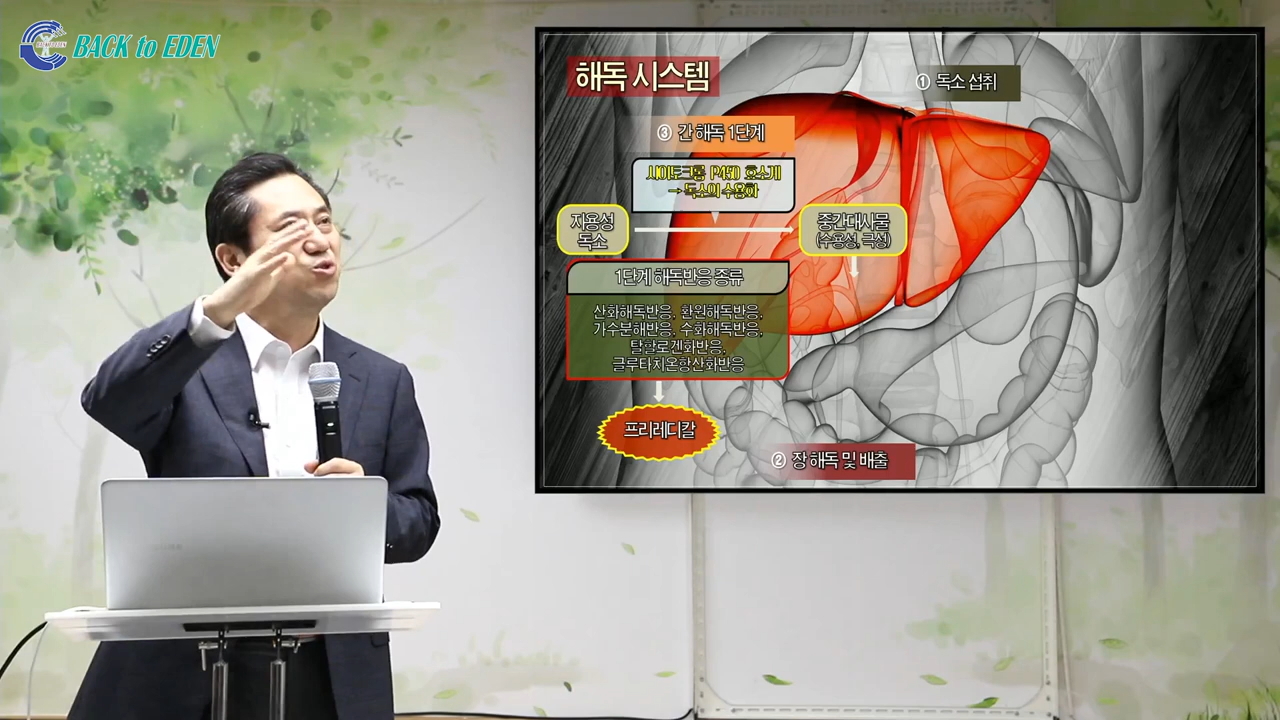 BACK to EDEN
해독 시스템
① 독소 섭취
③ 간 해독 1단계
사이토크롬 P450 효소계
→ 독소의 수용화
지용성
독소
중간대사물
(수용성, 극성)
1단계 해독반응 종류
산화해독반응, 환원해독반응,
가수분해반응, 수화해독반응,
탈할로겐화반응,
글루타치온항산화반응
프리레디칼
② 장 해독 및 배출